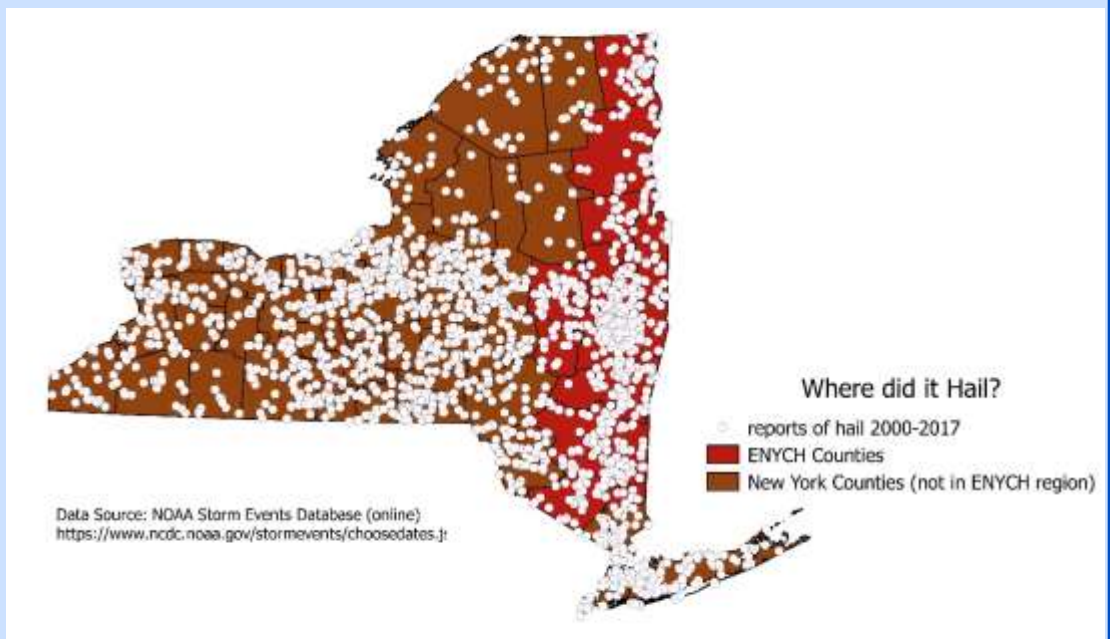 Where did it Hail?
reports of hail 2000-2017
ENYCH Counties
New York Counties (not in ENYCH region)
Data Source: NOAA Storm Events Database (online)
https://www.ncdc.noaa.gov/stormevents/choosedates.j